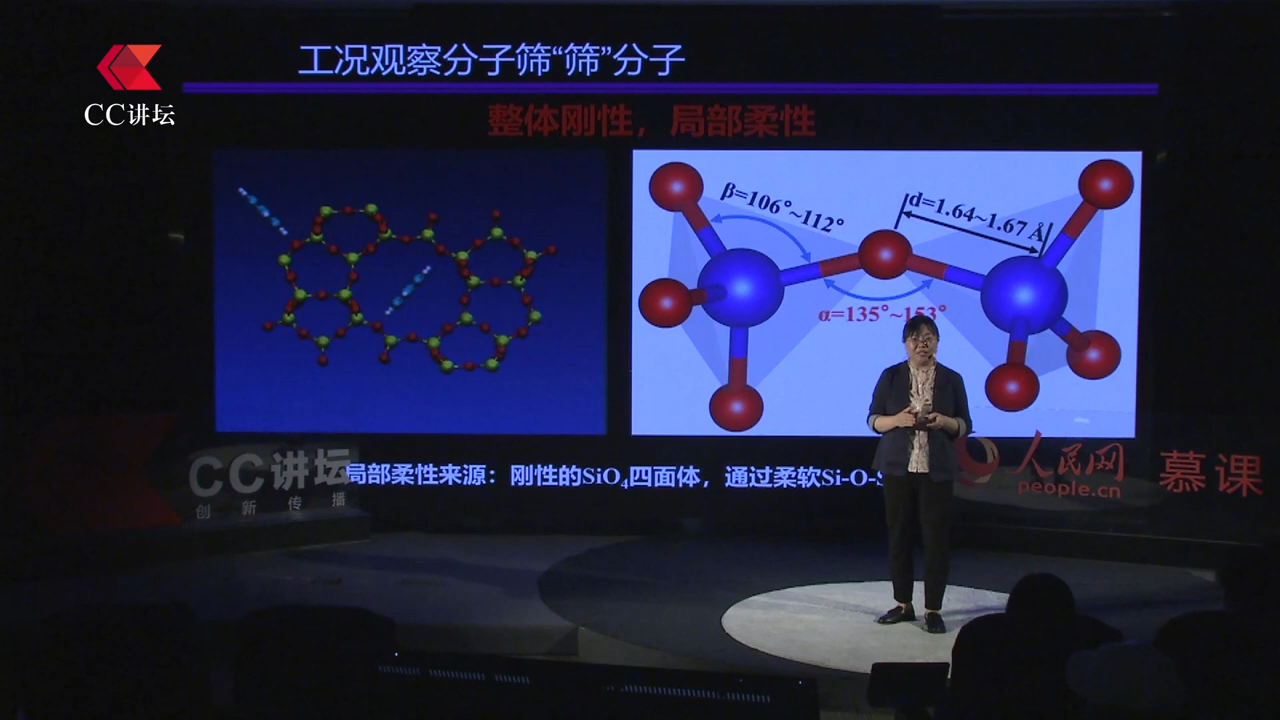 CC讲坛
工况观察分子筛“筛”分子
整体刚性，局部柔性
β=106°~112°
d=1.64~1.67 Å
α=135°~153°
局部柔性来源：刚性的SiO₄四面体，通过柔软Si-O-S
CC讲坛
创新传播
人民网
people.cn
慕课